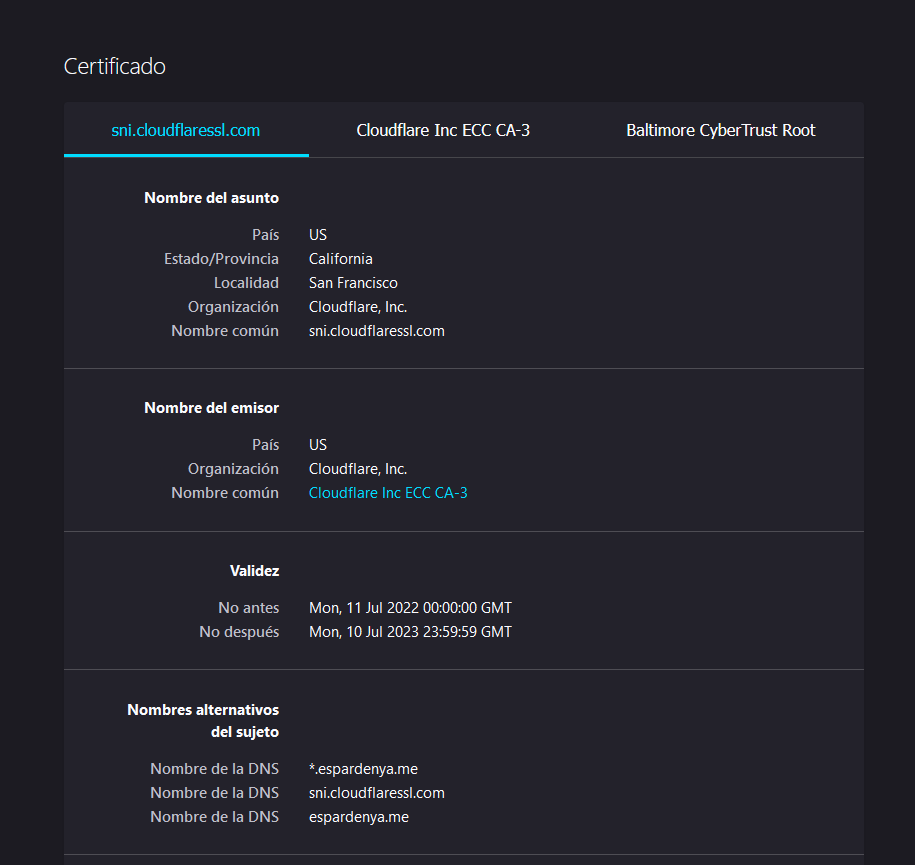 Certificado
sni.cloudflaressl.com Cloudflare Inc ECC CA-3 Baltimore CyberTrust Root
Nombre del asunto
País US
Estado/Provincia California
Localidad San Francisco
Organización Cloudflare, Inc.
Nombre común sni.cloudflaressl.com
Nombre del emisor
País US
Organización Cloudflare, Inc.
Nombre común Cloudflare Inc ECC CA-3
Validez
No antes Mon, 11 Jul 2022 00:00:00 GMT
No después Mon, 10 Jul 2023 23:59:59 GMT
Nombres alternativos
del sujeto
Nombre de la DNS *.espardenya.me
Nombre de la DNS sni.cloudflaressl.com
Nombre de la DNS espardenya.me